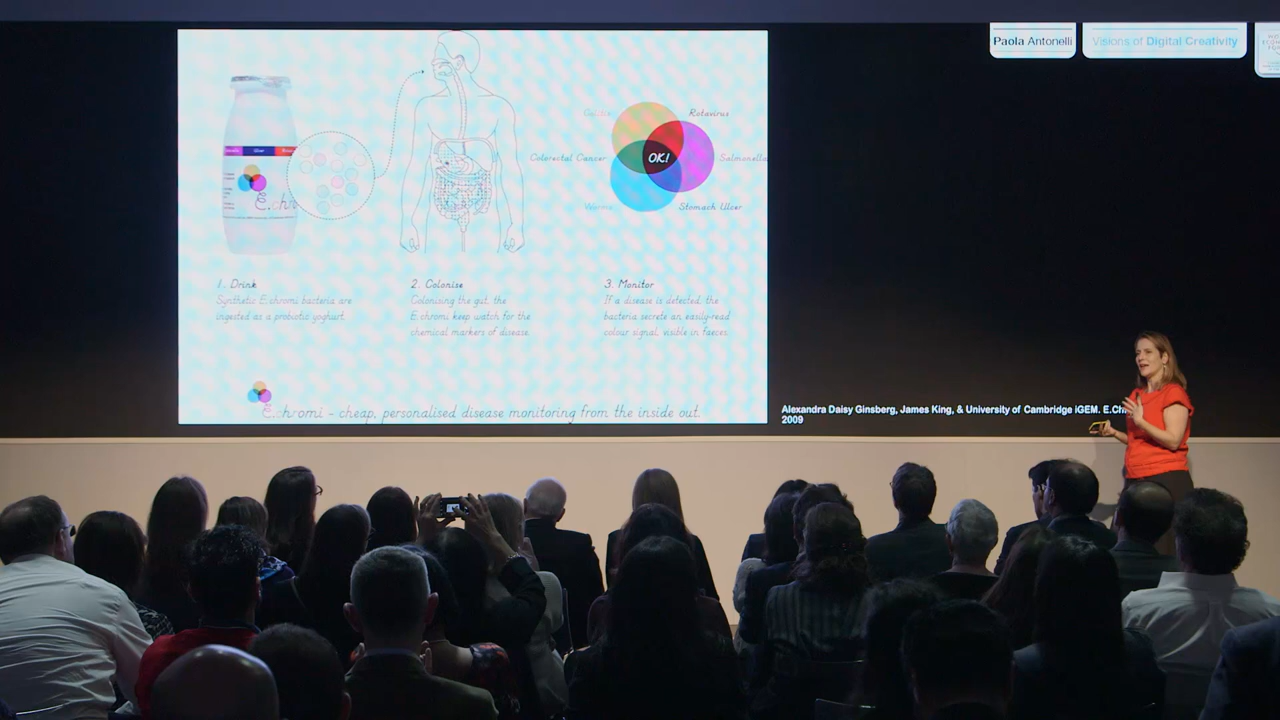 Paola Antonelli
Visions of Digital Creativity
E.chr
OK!
Rotavirus
Colorectal Cancer
Salmonella
Worms
Stomach Ulcer
1. Drink
Synthetic E.chromi bacteria are
ingested as a probiotic yoghurt.
2. Colonise
Colonising the gut, the
E.chromi keep watch for the
chemical markers of disease.
3. Monitor
If a disease is detected, the
bacteria secrete an easily-read
colour signal, visible in faeces.
E.chromi - cheap, personalised disease monitoring from the inside out.
Alexandra Daisy Ginsberg, James King, & University of Cambridge iGEM. E.Ch
2009